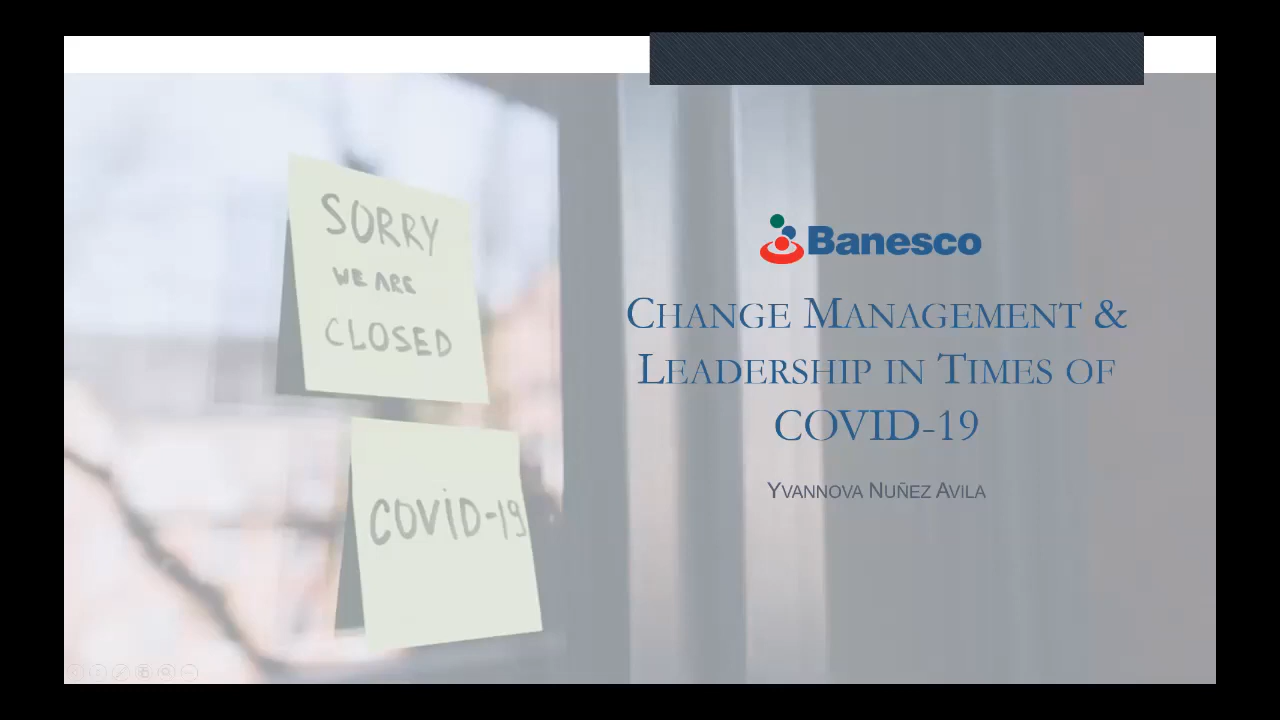 SORRY
WE ARE
CLOSED
COVID-19
Banesco
CHANGE MANAGEMENT &
LEADERSHIP IN TIMES OF
COVID-19
YVANNOVA NUÑEZ AVILA